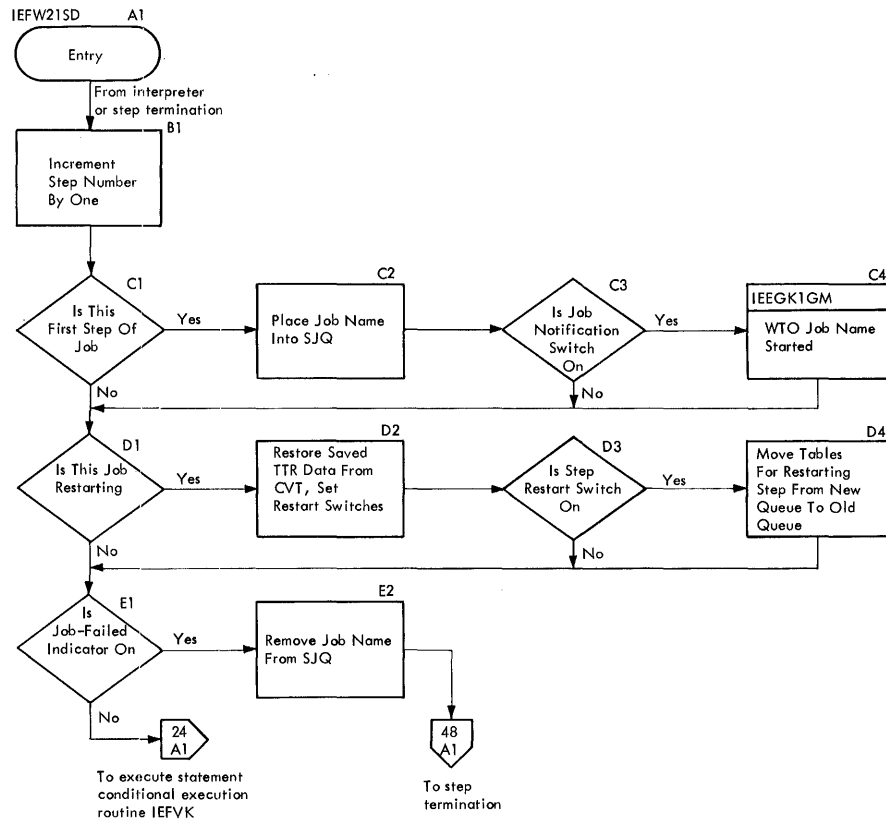 IEFW21SD A1
Entry
From interpreter
or step termination
B1
Increment
Step Number
By One
C1
Is This
First Step Of
Job
Yes
No
C2
Place Job Name
Into SJQ
C3
Is Job
Notification
Switch
On
Yes
No
C4
IEEGK1GM
WTO Job Name
Started
D1
Is This Job
Restarting
Yes
No
D2
Restore Saved
TTR Data From
CVT, Set
Restart Switches
D3
Is Step
Restart Switch
On
Yes
No
D4
Move Tables
For Restarting
Step From New
Queue To Old
Queue
E1
Is
Job-Failed
Indicator On
Yes
No
E2
Remove Job Name
From SJQ
24
A1
To execute statement
conditional execution
routine IEFVK
48
A1
To step
termination